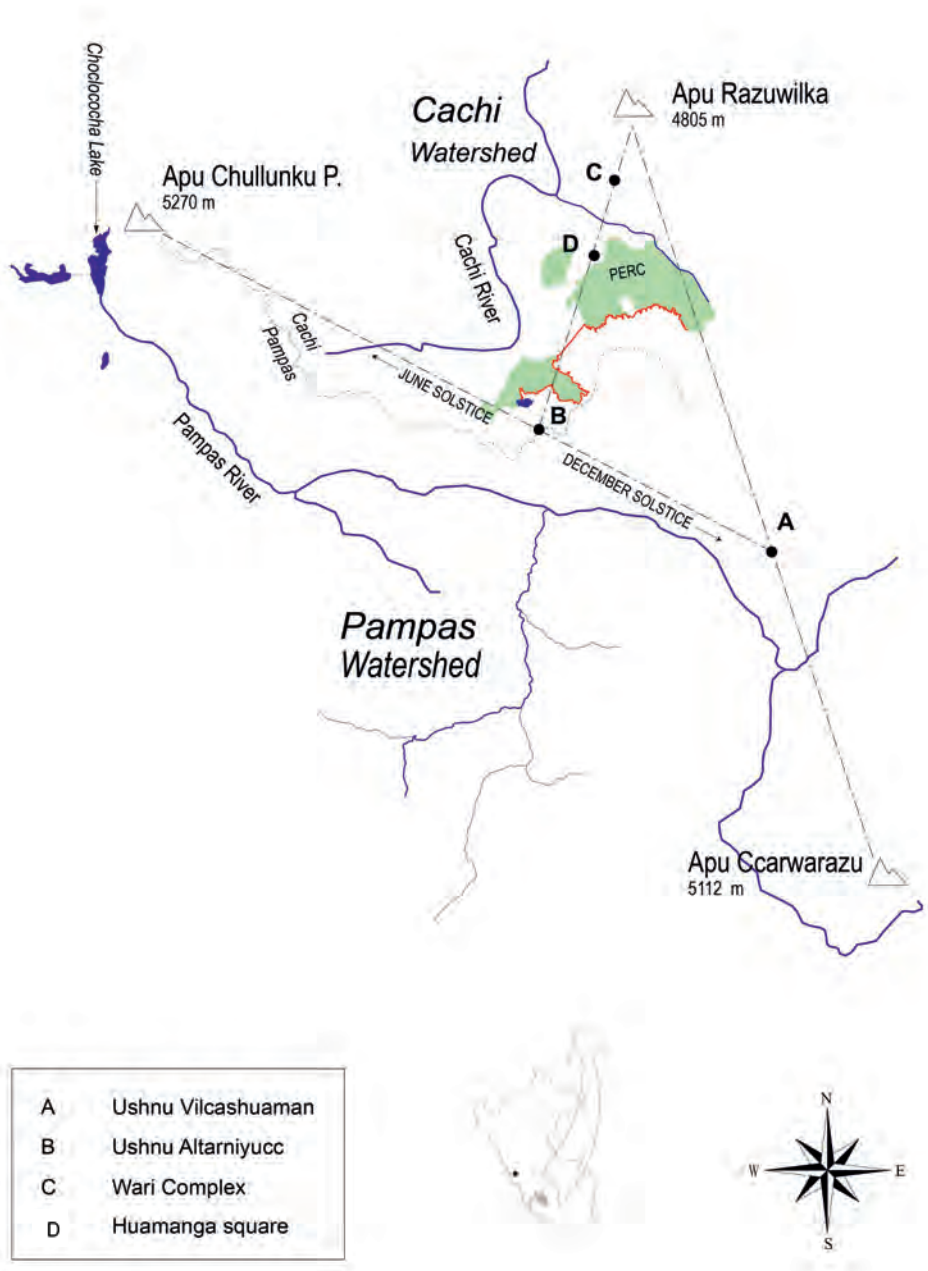 Choclococha Lake
Cachi
Watershed
Apu Razuwilka
4805 m
Apu Chullunku P.
5270 m
C
D
PERC
Cachi River
Cachi
Pampas
JUNE SOLSTICE
B
DECEMBER SOLSTICE
A
Pampas River
Pampas
Watershed
Apu Ccarwarazu
5112 m
A Ushnu Vilcashuaman
B Ushnu Altarniyucc
C Wari Complex
D Huamanga square
N
W E
S